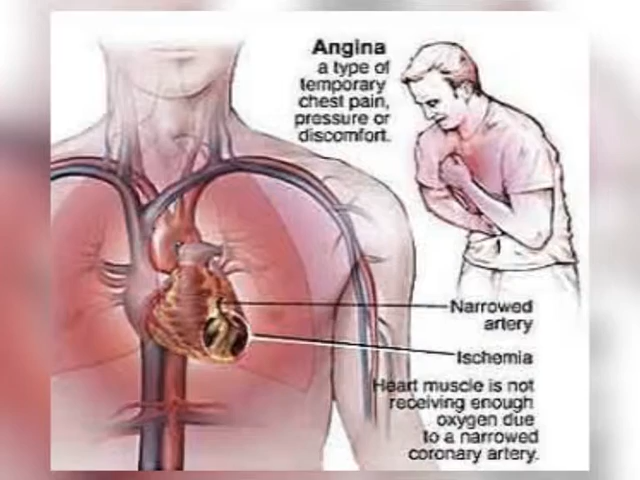 Angina
a type of
temporary
chest pain,
pressure or
discomfort.
Narrowed
artery
Ischemia
Heart muscle is not
receiving enough
oxygen due
to a narrowed
coronary artery.